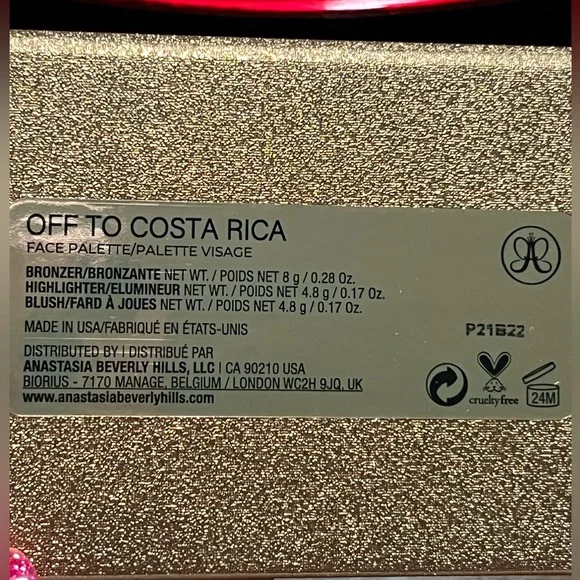 OFF TO COSTA RICA
FACE PALETTE/PALETTE VISAGE
BRONZER/BRONZANTE NET WT. / POIDS NET 8 g / 0.28 Oz.
HIGHLIGHTER/ELUMINEUR NET WT. / POIDS NET 4.8 g / 0.17 Oz.
BLUSH/FARD À JOUES NET WT. / POIDS NET 4.8 g / 0.17 Oz.
MADE IN USA/FABRIQUÉ EN ÉTATS-UNIS
P21B22
DISTRIBUTED BY | DISTRIBUÉ PAR
ANASTASIA BEVERLY HILLS, LLC | CA 90210 USA
BIORIUS - 7170 MANAGE, BELGIUM / LONDON WC2H 9JQ, UK
www.anastasiabeverlyhills.com
crueltyfree
24M